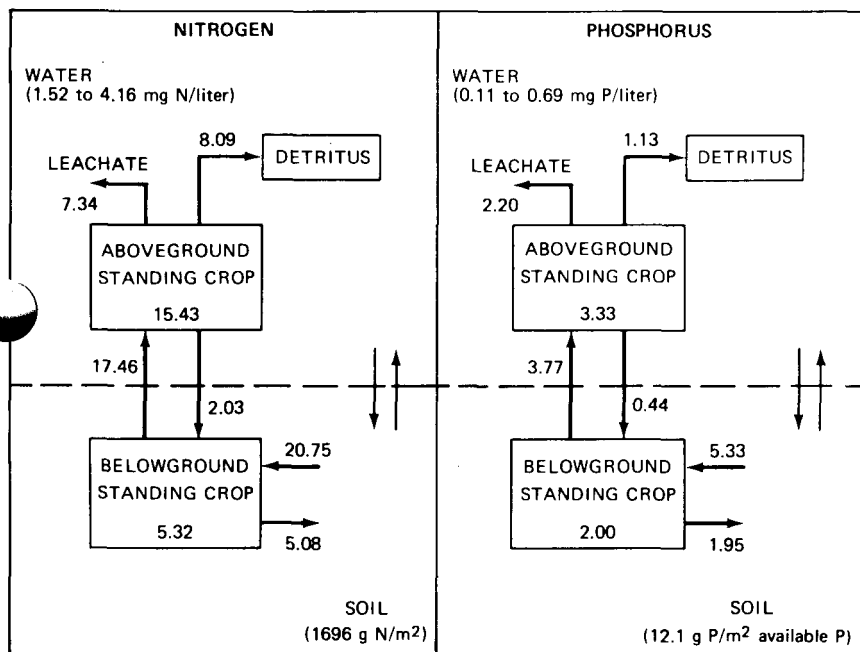 NITROGEN
WATER
(1.52 to 4.16 mg N/liter)
8.09
LEACHATE
DETRITUS
7.34
ABOVEGROUND
STANDING CROP
15.43
17.46
2.03
BELOWGROUND
STANDING CROP
5.32
20.75
5.08
SOIL
(1696 g N/m²)
PHOSPHORUS
WATER
(0.11 to 0.69 mg P/liter)
1.13
LEACHATE
DETRITUS
2.20
ABOVEGROUND
STANDING CROP
3.33
3.77
0.44
BELOWGROUND
STANDING CROP
2.00
5.33
1.95
SOIL
(12.1 g P/m² available P)